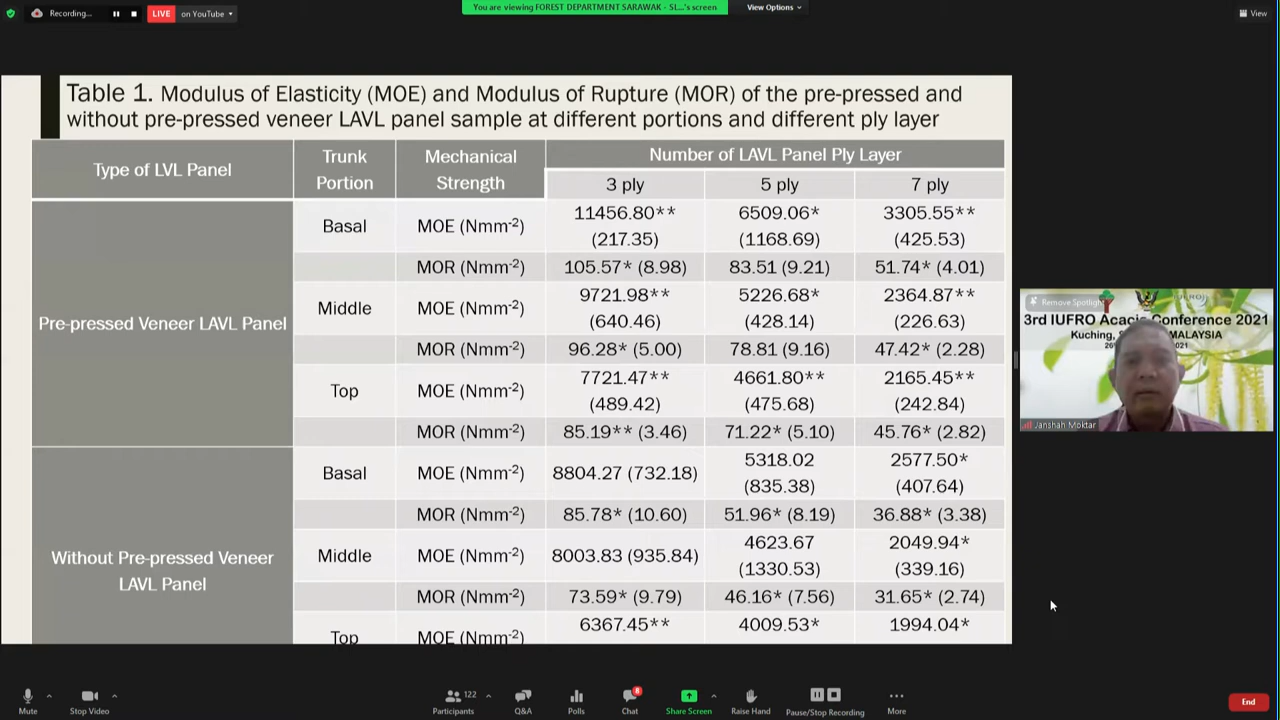 Recording...
LIVE on YouTube
You are viewing FOREST DEPARTMENT SARAWAK - SL...'s screen
View Options
View
Table 1. Modulus of Elasticity (MOE) and Modulus of Rupture (MOR) of the pre-pressed and
without pre-pressed veneer LAVL panel sample at different portions and different ply layer
Type of LVL Panel
Trunk
Portion
Mechanical
Strength
Number of LAVL Panel Ply Layer
3 ply 5 ply 7 ply
Pre-pressed Veneer LAVL Panel
Basal MOE (Nmm-2) 11456.80** 6509.06* 3305.55**
(217.35) (1168.69) (425.53)
MOR (Nmm-2) 105.57* (8.98) 83.51 (9.21) 51.74* (4.01)
Middle MOE (Nmm-2) 9721.98** 5226.68* 2364.87**
(640.46) (428.14) (226.63)
MOR (Nmm-2) 96.28* (5.00) 78.81 (9.16) 47.42* (2.28)
Top MOE (Nmm-2) 7721.47** 4661.80** 2165.45**
(489.42) (475.68) (242.84)
MOR (Nmm-2) 85.19** (3.46) 71.22* (5.10) 45.76* (2.82)
Without Pre-pressed Veneer
LAVL Panel
Basal MOE (Nmm-2) 8804.27 (732.18) 5318.02 2577.50*
(835.38) (407.64)
MOR (Nmm-2) 85.78* (10.60) 51.96* (8.19) 36.88* (3.38)
Middle MOE (Nmm-2) 8003.83 (935.84) 4623.67 2049.94*
(1330.53) (339.16)
MOR (Nmm-2) 73.59* (9.79) 46.16* (7.56) 31.65* (2.74)
Top MOE (Nmm-2) 6367.45** 4009.53* 1994.04*
Remove Spotlight
3rd IUFRO Acacia Conference 2021
Kuching, MALAYSIA
Janshah Moktar
Mute
Stop Video
Participants 122
Q&A
Polls
Chat 8
Share Screen
Raise Hand
Pause/Stop Recording
More
End